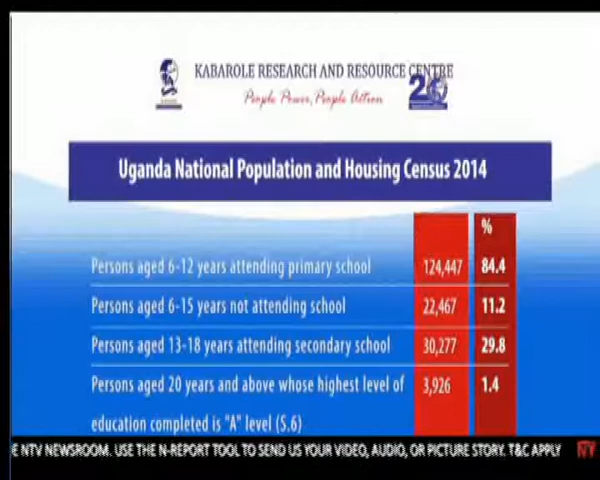 KABAROLE RESEARCH AND RESOURCE CENTRE
People Power, People Action
Uganda National Population and Housing Census 2014
%
Persons aged 6-12 years attending primary school 124,447 84.4
Persons aged 6-15 years not attending school 22,467 11.2
Persons aged 13-18 years attending secondary school 30,277 29.8
Persons aged 20 years and above whose highest level of 3,926 1.4
education completed is "A" level (S.6)
E NTV NEWSROOM. USE THE N-REPORT TOOL TO SEND US YOUR VIDEO, AUDIO, OR PICTURE STORY. T&C APPLY